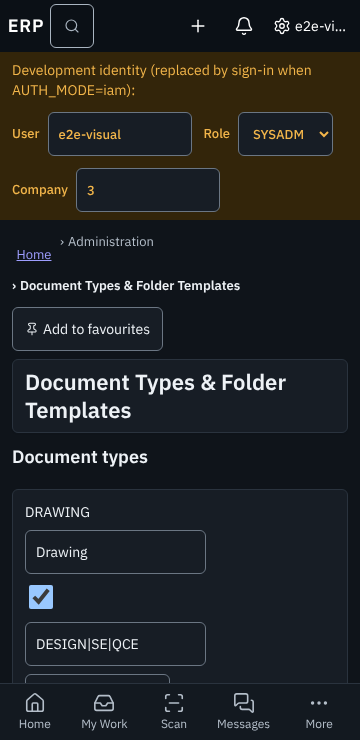 ERP
e2e-vi...
Development identity (replaced by sign-in when
AUTH_MODE=iam):
User
e2e-visual
Role
SYSADM
Company
3
Home
› Administration
› Document Types & Folder Templates
Add to favourites
Document Types & Folder
Templates
Document types
DRAWING
Drawing
DESIGN|SE|QCE
Home
My Work
Scan
Messages
More